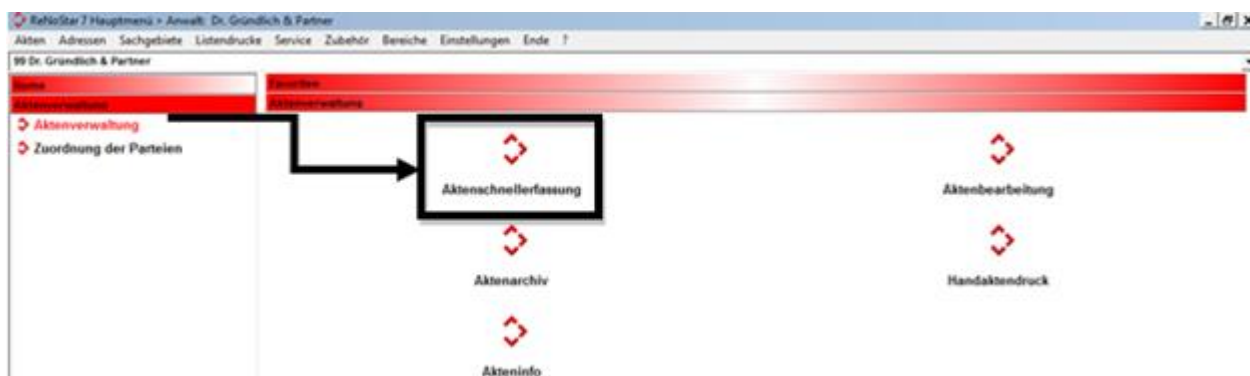 ReNoStar 7 Hauptmenü > Anwalt: Dr. Gründlich & Partner
Akten Adressen Sachgebiete Listendrucke Service Zubehör Bereiche Einstellungen Ende ?
99 Dr. Gründlich & Partner
Home
Favoriten
Aktenverwaltung
Aktenverwaltung
Aktenverwaltung
Zuordnung der Parteien
Aktenschnellerfassung
Aktenbearbeitung
Aktenarchiv
Handaktendruck
Akteninfo